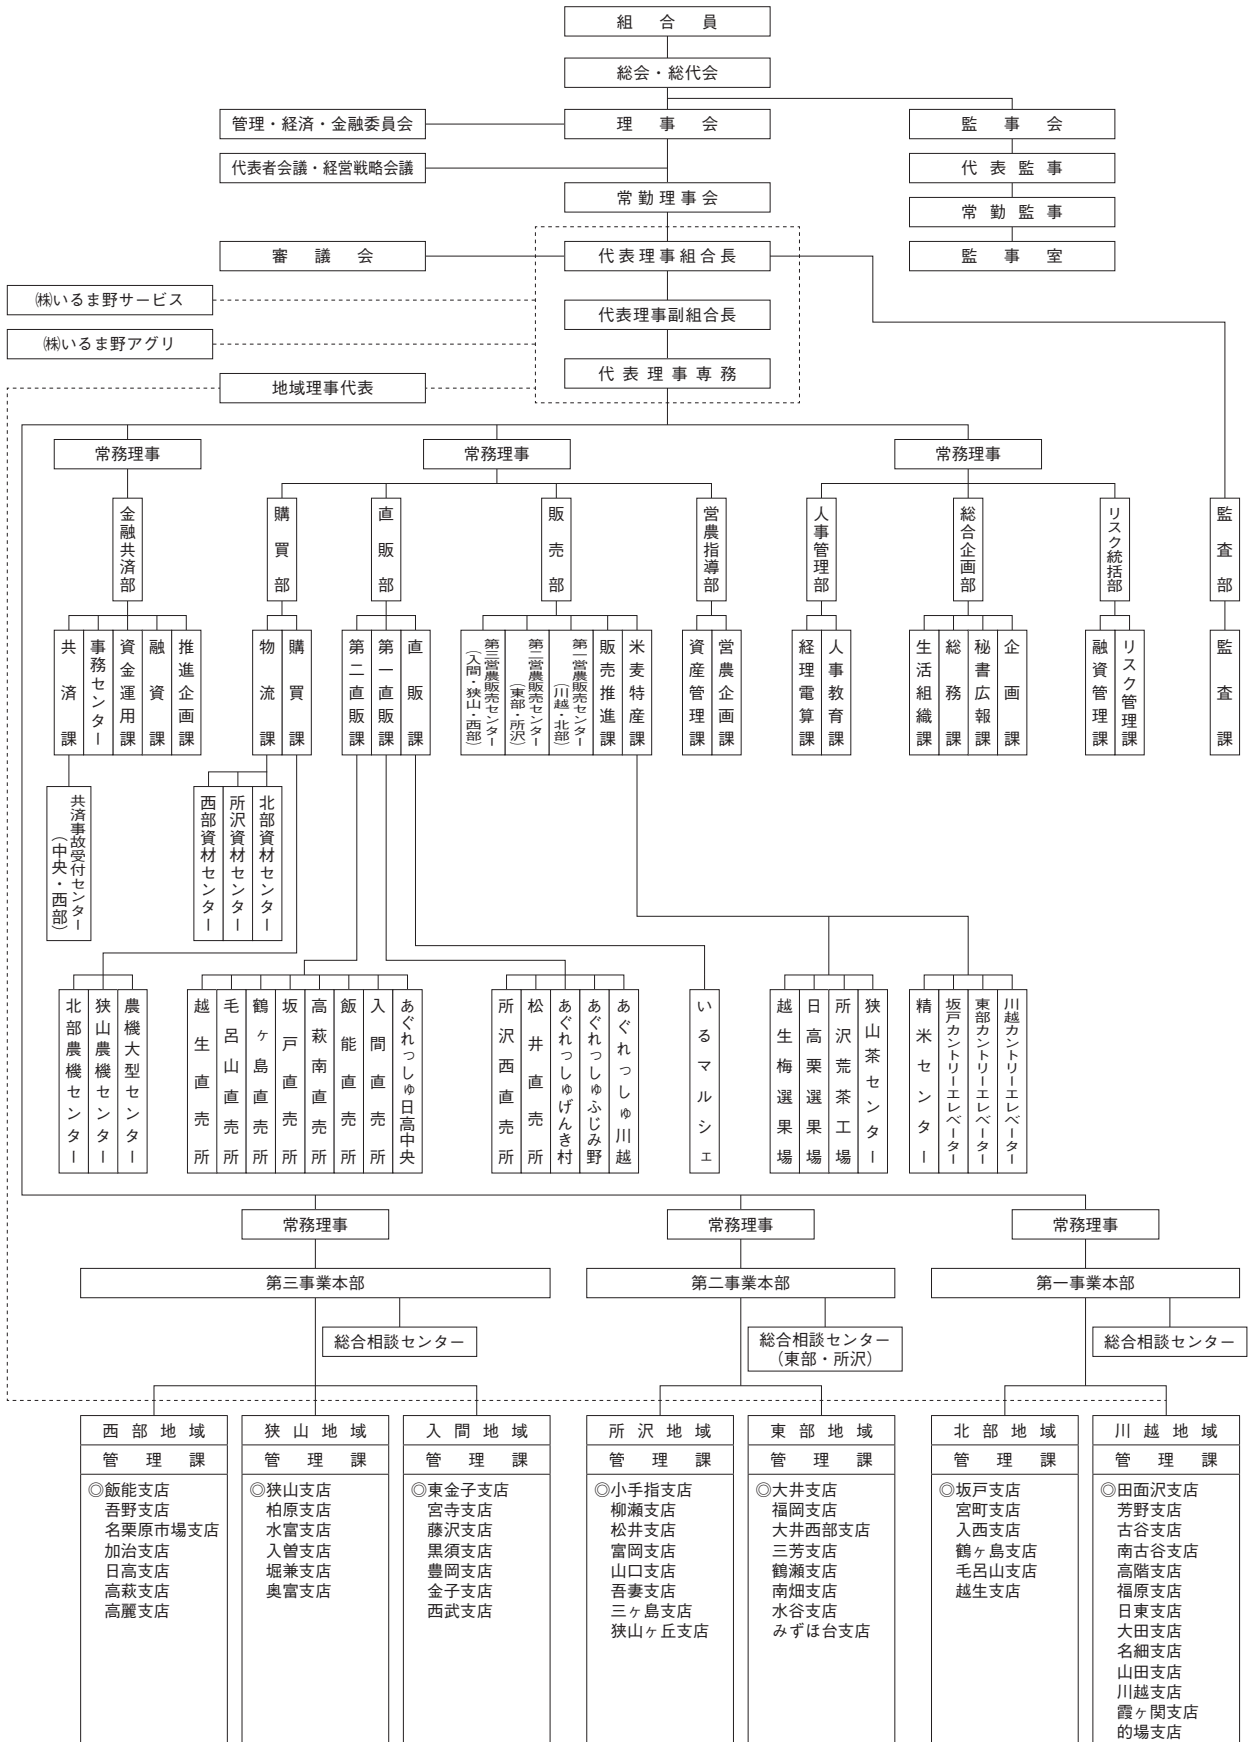 組合員
総会・総代会
管理・経済・金融委員会
理事会
監事会
代表者会議・経営戦略会議
代表監事
常勤理事会
常勤監事
審議会
代表理事組合長
監事室
㈱いるま野サービス
代表理事副組合長
㈱いるま野アグリ
代表理事専務
地域理事代表
常務理事
常務理事
常務理事
金融共済部
購買部
直販部
販売部
営農指導部
人事管理部
総合企画部
リスク統括部
監査部
共済課
事務センター
資金運用課
融資課
推進企画課
物流課
購買課
第二直販課
第一直販課
直販課
第三営農販売センター
（入間・狭山・西部）
第二営農販売センター
（東部・所沢）
第一営農販売センター
（川越・北部）
販売推進課
米麦特産課
資産管理課
営農企画課
経理電算課
人事教育課
生活組織課
総務課
秘書広報課
企画課
融資管理課
リスク管理課
監査課
共済事故受付センター
（中央・西部）
西部資材センター
所沢資材センター
北部資材センター
北部農機センター
狭山農機センター
農機大型センター
越生直売所
毛呂山直売所
鶴ヶ島直売所
坂戸直売所
高萩南直売所
飯能直売所
入間直売所
あぐれっしゅ日高中央
所沢西直売所
松井直売所
あぐれっしゅげんき村
あぐれっしゅふじみ野
あぐれっしゅ川越
いるマルシェ
越生梅選果場
日高栗選果場
所沢荒茶工場
狭山茶センター
精米センター
坂戸カントリーエレベーター
東部カントリーエレベーター
川越カントリーエレベーター
常務理事
常務理事
常務理事
第三事業本部
第二事業本部
第一事業本部
総合相談センター
総合相談センター
（東部・所沢）
総合相談センター
西部地域
管理課
◎飯能支店
吾野支店
名栗原市場支店
加治支店
日高支店
高萩支店
高麗支店
狭山地域
管理課
◎狭山支店
柏原支店
水富支店
入曽支店
堀兼支店
奥富支店
入間地域
管理課
◎東金子支店
宮寺支店
藤沢支店
黒須支店
豊岡支店
金子支店
西武支店
所沢地域
管理課
◎小手指支店
柳瀬支店
松井支店
富岡支店
山口支店
吾妻支店
三ヶ島支店
狭山ヶ丘支店
東部地域
管理課
◎大井支店
福岡支店
大井西部支店
三芳支店
鶴瀬支店
南畑支店
水谷支店
みずほ台支店
北部地域
管理課
◎坂戸支店
宮町支店
入西支店
鶴ヶ島支店
毛呂山支店
越生支店
川越地域
管理課
◎田面沢支店
芳野支店
古谷支店
南古谷支店
高階支店
福原支店
日東支店
大田支店
名細支店
山田支店
川越支店
霞ヶ関支店
的場支店